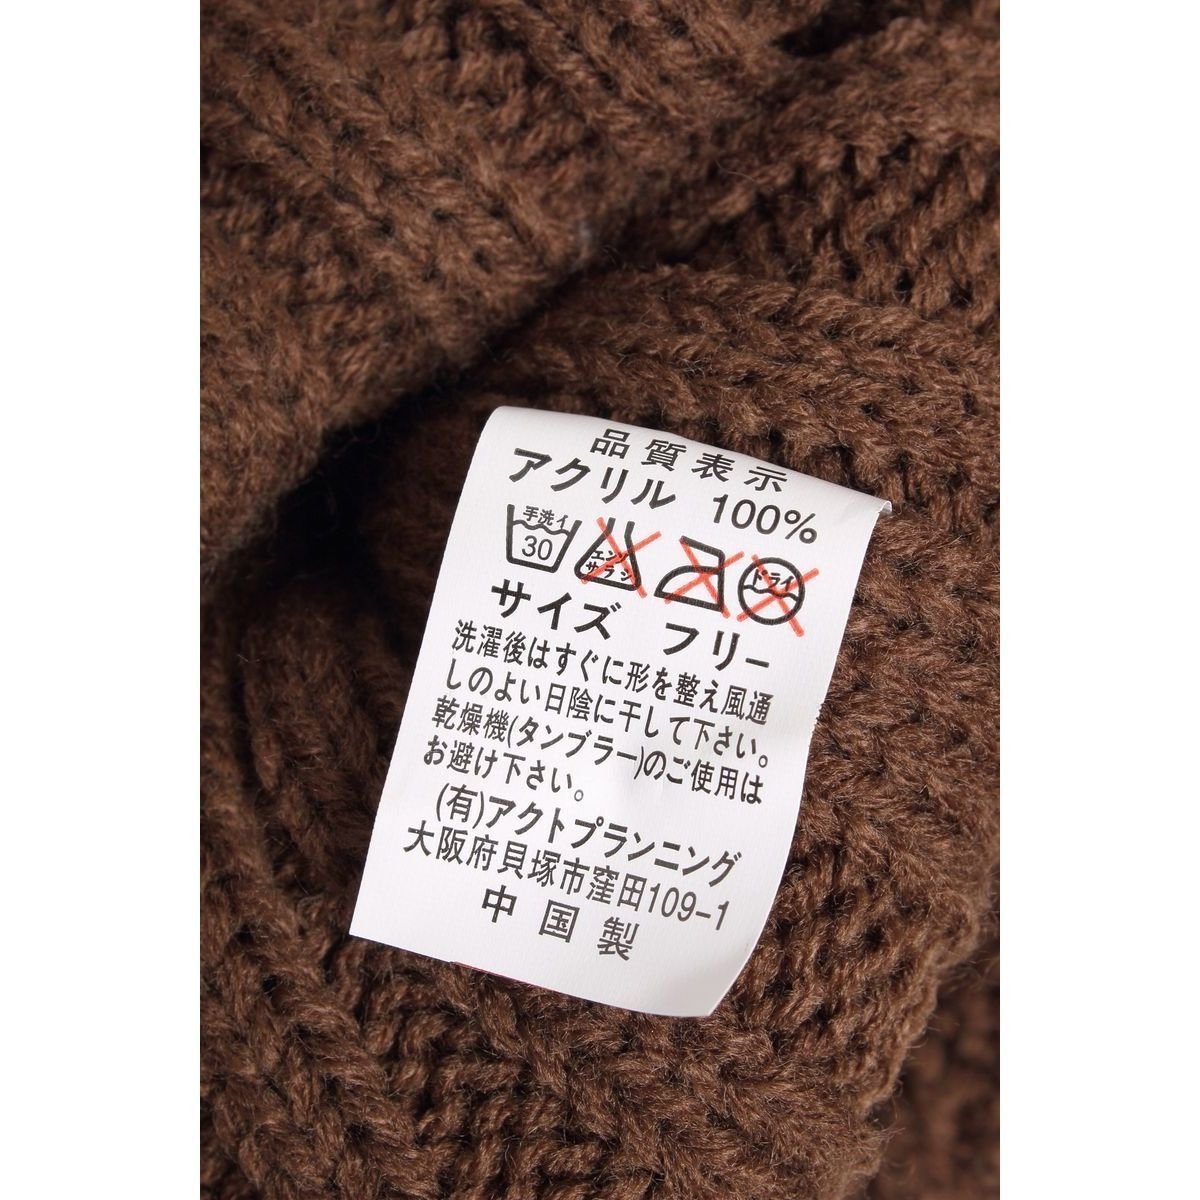 品質表示
アクリル 100%
手洗イ
30
エンソ
サラシ
ドライ
サイズ フリー
洗濯後はすぐに形を整え風通
しのよい日陰に干して下さい。
乾燥機(タンブラー)のご使用は
お避け下さい。
(有)アクトプランニング
大阪府貝塚市窪田109-1
中国製